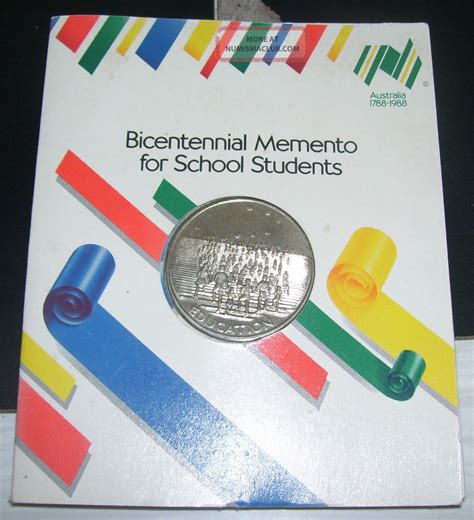 MORE AT
NUMISMACLUB.COM
Australia
1788-1988
©
Bicentennial Memento
for School Students
EDUCATION